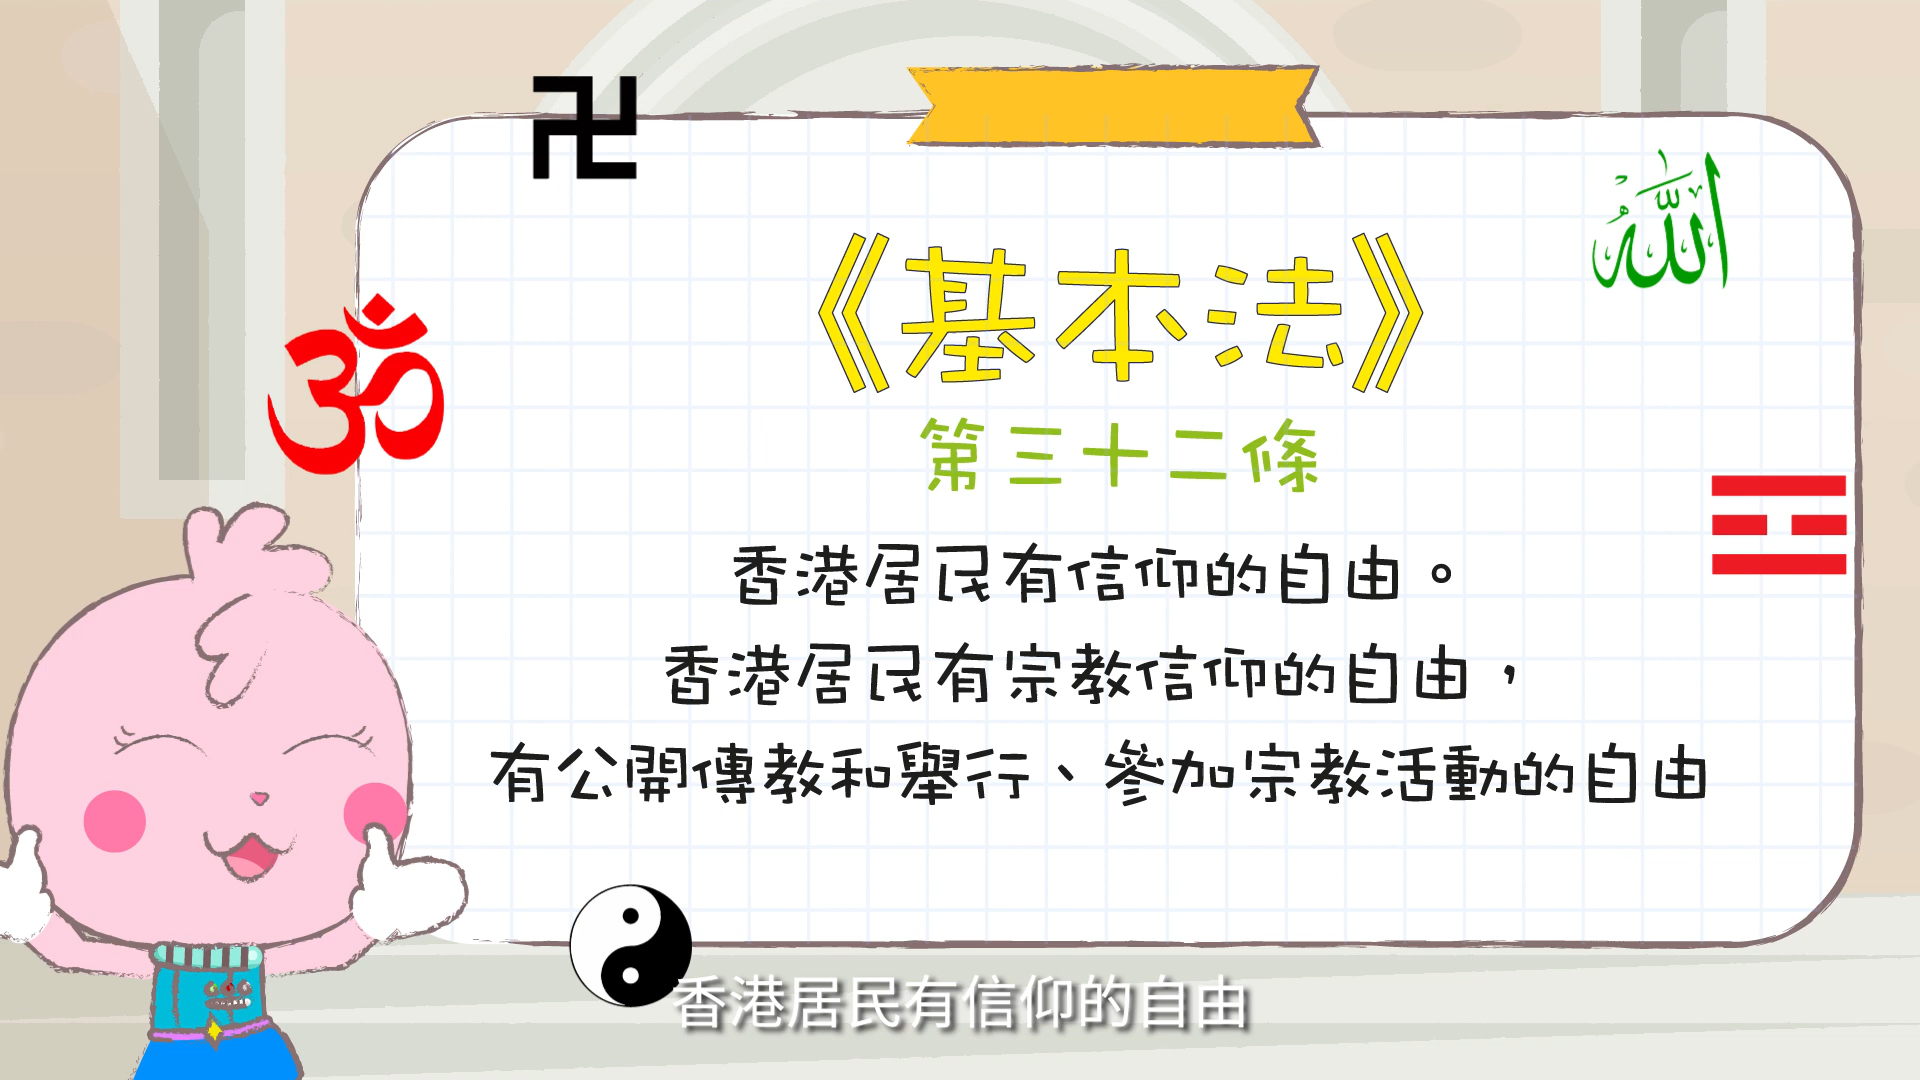 卍
الله
《基本法》
ॐ
第三十二條
香港居民有信仰的自由。
香港居民有宗教信仰的自由，
有公開傳教和舉行、參加宗教活動的自由
香港居民有信仰的自由